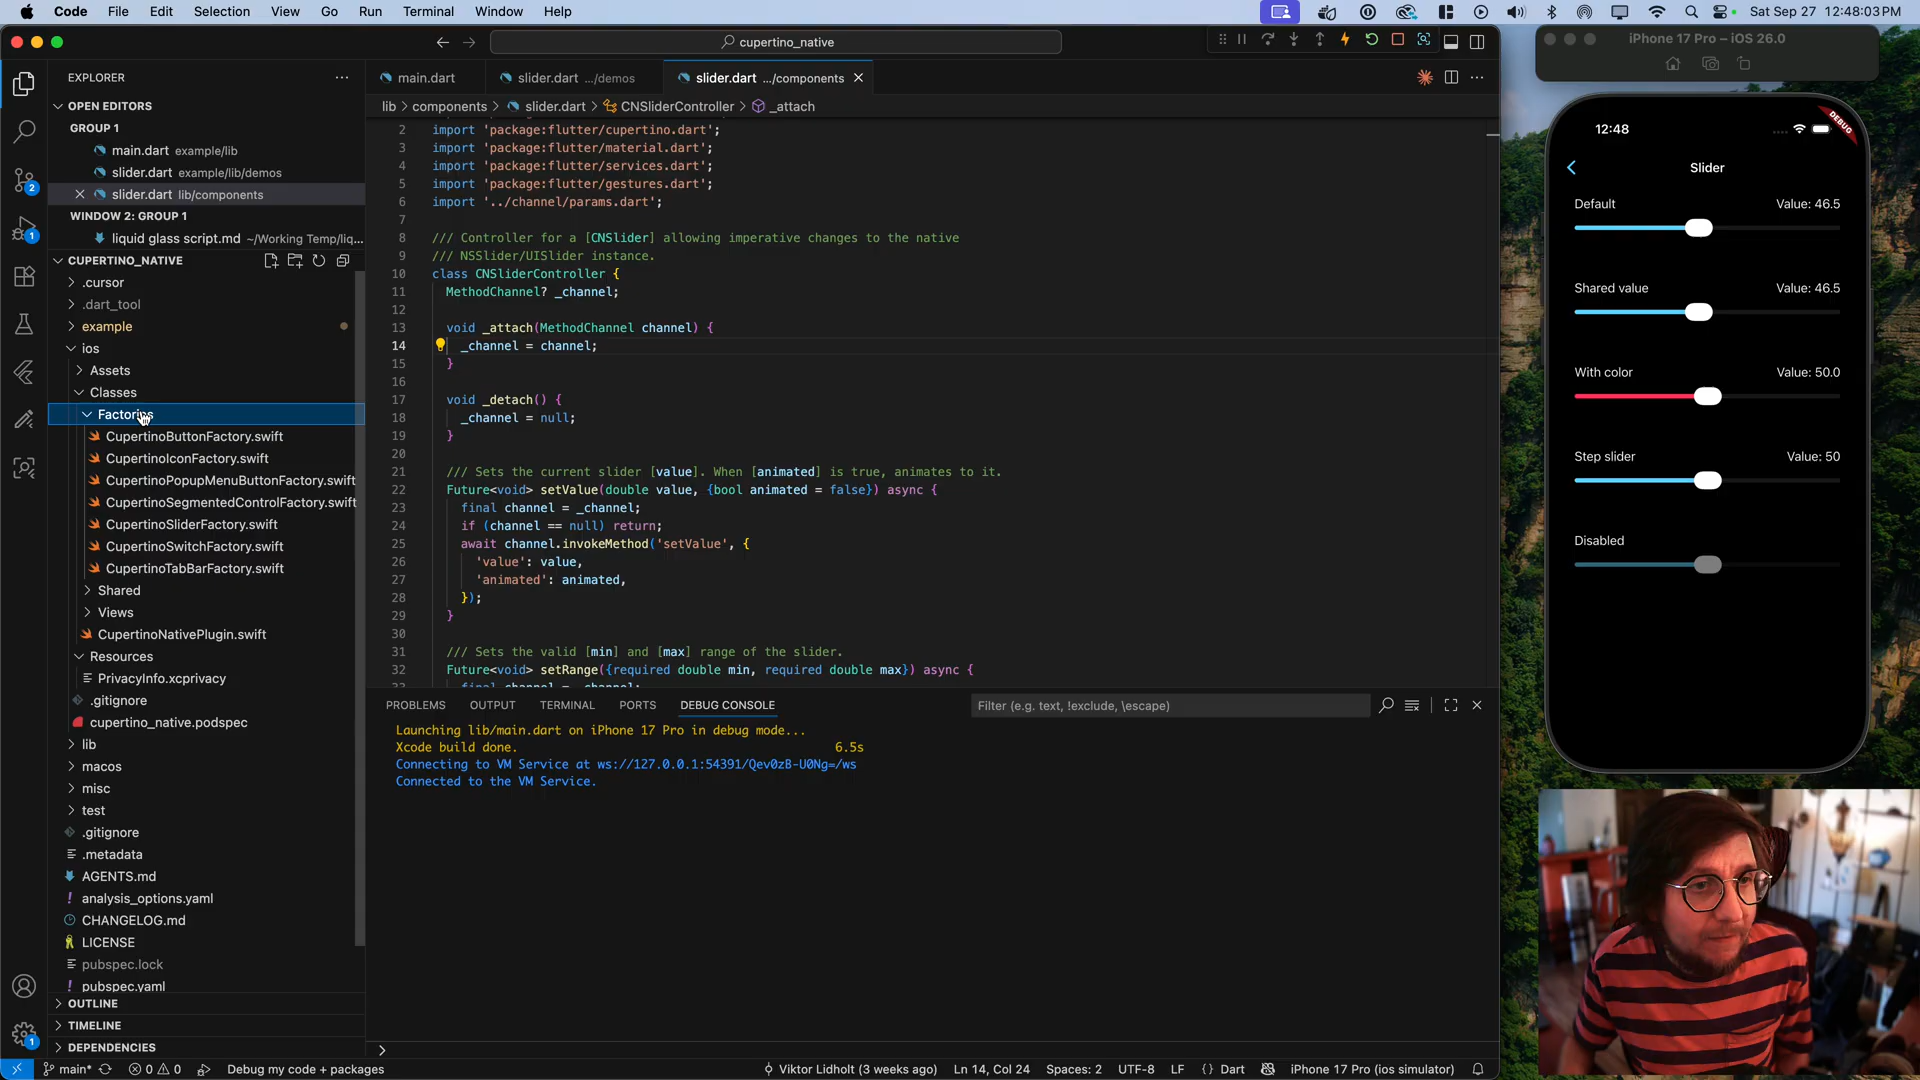 Code File Edit Selection View Go Run Terminal Window Help
Sat Sep 27 12:48:03 PM
cupertino_native
iPhone 17 Pro – iOS 26.0
EXPLORER
OPEN EDITORS
GROUP 1
main.dart example/lib
slider.dart example/lib/demos
slider.dart lib/components
WINDOW 2: GROUP 1
liquid glass script.md ~/Working Temp/liq...
CUPERTINO_NATIVE
.cursor
.dart_tool
example
ios
Assets
Classes
Factories
CupertinoButtonFactory.swift
CupertinoIconFactory.swift
CupertinoPopupMenuButtonFactory.swift
CupertinoSegmentedControlFactory.swift
CupertinoSliderFactory.swift
CupertinoSwitchFactory.swift
CupertinoTabBarFactory.swift
Shared
Views
CupertinoNativePlugin.swift
Resources
PrivacyInfo.xcprivacy
.gitignore
cupertino_native.podspec
lib
macos
misc
test
.gitignore
.metadata
AGENTS.md
analysis_options.yaml
CHANGELOG.md
LICENSE
pubspec.lock
pubspec.yaml
OUTLINE
TIMELINE
DEPENDENCIES
2
1
1
main.dart
slider.dart .../demos
slider.dart .../components
lib > components > slider.dart > CNSliderController > _attach
2 import 'package:flutter/cupertino.dart';
3 import 'package:flutter/material.dart';
4 import 'package:flutter/services.dart';
5 import 'package:flutter/gestures.dart';
6 import '../channel/params.dart';
7
8 /// Controller for a [CNSlider] allowing imperative changes to the native
9 /// NSSlider/UISlider instance.
10 class CNSliderController {
11 MethodChannel? _channel;
12
13 void _attach(MethodChannel channel) {
14 _channel = channel;
15 }
16
17 void _detach() {
18 _channel = null;
19 }
20
21 /// Sets the current slider [value]. When [animated] is true, animates to it.
22 Future<void> setValue(double value, {bool animated = false}) async {
23 final channel = _channel;
24 if (channel == null) return;
25 await channel.invokeMethod('setValue', {
26 'value': value,
27 'animated': animated,
28 });
29 }
30
31 /// Sets the valid [min] and [max] range of the slider.
32 Future<void> setRange({required double min, required double max}) async {
33 final channel = _channel;
PROBLEMS OUTPUT TERMINAL PORTS DEBUG CONSOLE
Filter (e.g. text, !exclude, \escape)
Launching lib/main.dart on iPhone 17 Pro in debug mode...
Xcode build done. 6.5s
Connecting to VM Service at ws://127.0.0.1:54391/Qev0zB-U0Ng=/ws
Connected to the VM Service.
main* 0 0 Debug my code + packages
Viktor Lidholt (3 weeks ago) Ln 14, Col 24 Spaces: 2 UTF-8 LF {} Dart iPhone 17 Pro (ios simulator)
12:48
DEBUG
Slider
Default Value: 46.5
Shared value Value: 46.5
With color Value: 50.0
Step slider Value: 50
Disabled